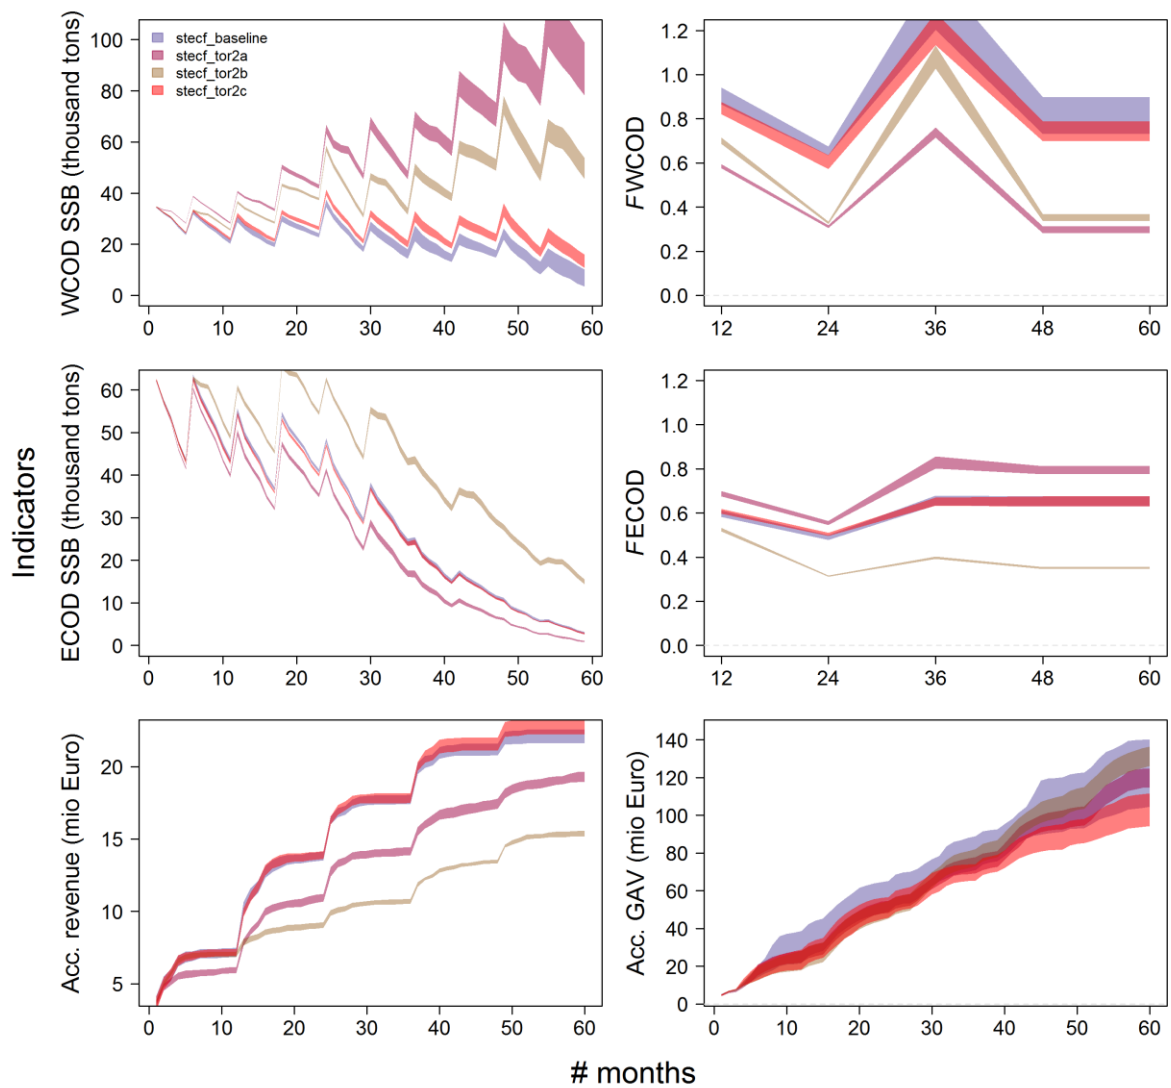 Indicators
WCOD SSB (thousand tons)
100
80
60
40
20
0
stecf_baseline
stecf_tor2a
stecf_tor2b
stecf_tor2c
0 10 20 30 40 50 60
FWCOD
1.2
1.0
0.8
0.6
0.4
0.2
0.0
12 24 36 48 60
ECOD SSB (thousand tons)
60
50
40
30
20
10
0
0 10 20 30 40 50 60
FECOD
1.2
1.0
0.8
0.6
0.4
0.2
0.0
12 24 36 48 60
Acc. revenue (mio Euro)
20
15
10
5
0 10 20 30 40 50 60
Acc. GAV (mio Euro)
140
120
100
80
60
40
20
0
0 10 20 30 40 50 60
# months